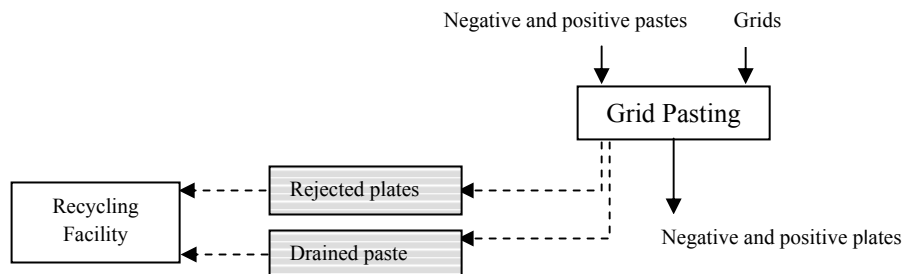 Negative and positive pastes
Grids
Grid Pasting
Rejected plates
Recycling
Facility
Drained paste
Negative and positive plates